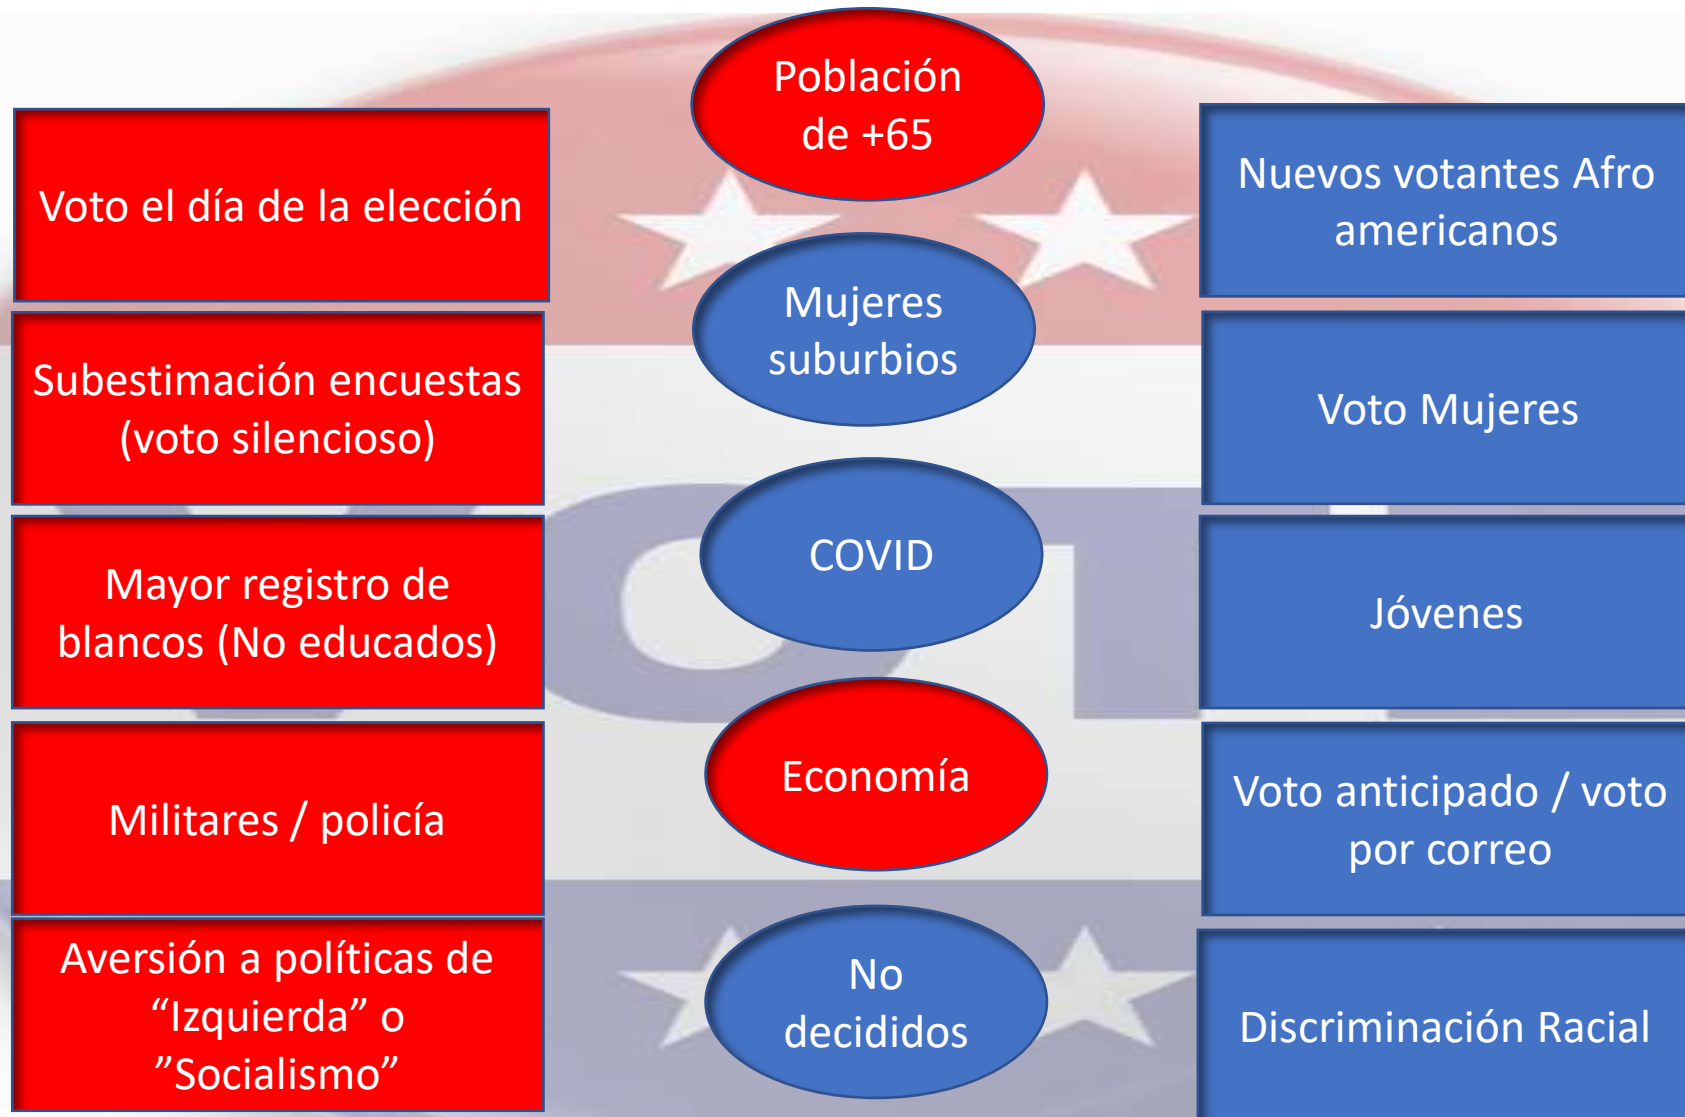 Voto el día de la elección
Subestimación encuestas
(voto silencioso)
Mayor registro de
blancos (No educados)
Militares / policía
Aversión a políticas de
“Izquierda” o
”Socialismo”
Población
de +65
Mujeres
suburbios
COVID
Economía
No
decididos
Nuevos votantes Afro
americanos
Voto Mujeres
Jóvenes
Voto anticipado / voto
por correo
Discriminación Racial
VOTE